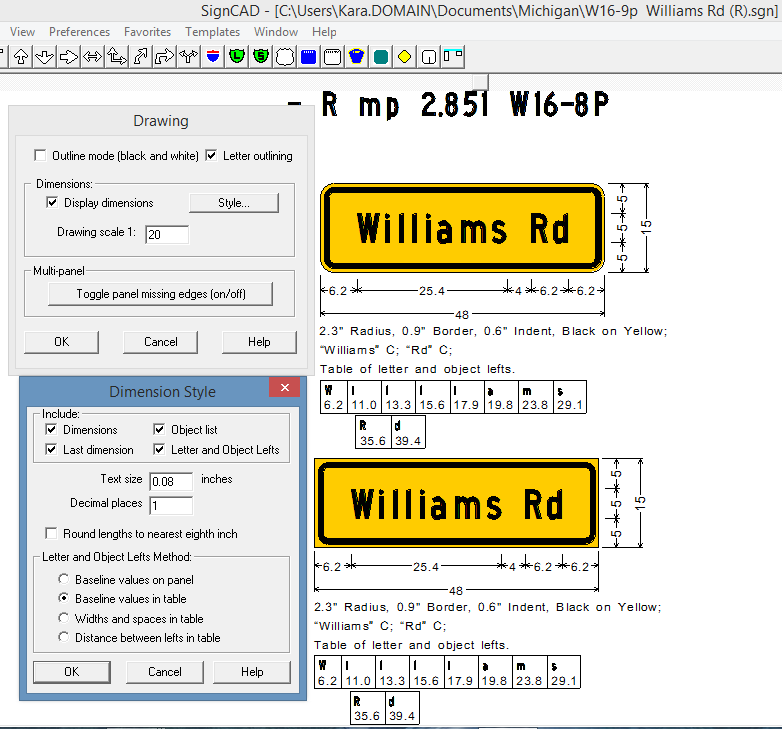 SignCAD - [C:\Users\Kara.DOMAIN\Documents\Michigan\W16-9p  Williams Rd (R).sgn]
View Preferences Favorites Templates Window Help
L S
- R mp 2.851 W16-8P
Drawing
Outline mode (black and white) Letter outlining
Dimensions:
Display dimensions Style...
Drawing scale 1: 20
Multi-panel
Toggle panel missing edges (on/off)
OK Cancel Help
Williams Rd
5
5
5
15
6.2 25.4 4 6.2 6.2
48
2.3" Radius, 0.9" Border, 0.6" Indent, Black on Yellow;
"Williams" C; "Rd" C;
Table of letter and object lefts.
W l l l l a m s
6.2 11.0 13.3 15.6 17.9 19.8 23.8 29.1
R d
35.6 39.4
Dimension Style
Include:
Dimensions Object list
Last dimension Letter and Object Lefts
Text size 0.08 inches
Decimal places 1
Round lengths to nearest eighth inch
Letter and Object Lefts Method:
Baseline values on panel
Baseline values in table
Widths and spaces in table
Distance between lefts in table
OK Cancel Help
Williams Rd
5
5
5
15
6.2 25.4 4 6.2 6.2
48
2.3" Radius, 0.9" Border, 0.6" Indent, Black on Yellow;
"Williams" C; "Rd" C;
Table of letter and object lefts.
W l l l l a m s
6.2 11.0 13.3 15.6 17.9 19.8 23.8 29.1
R d
35.6 39.4